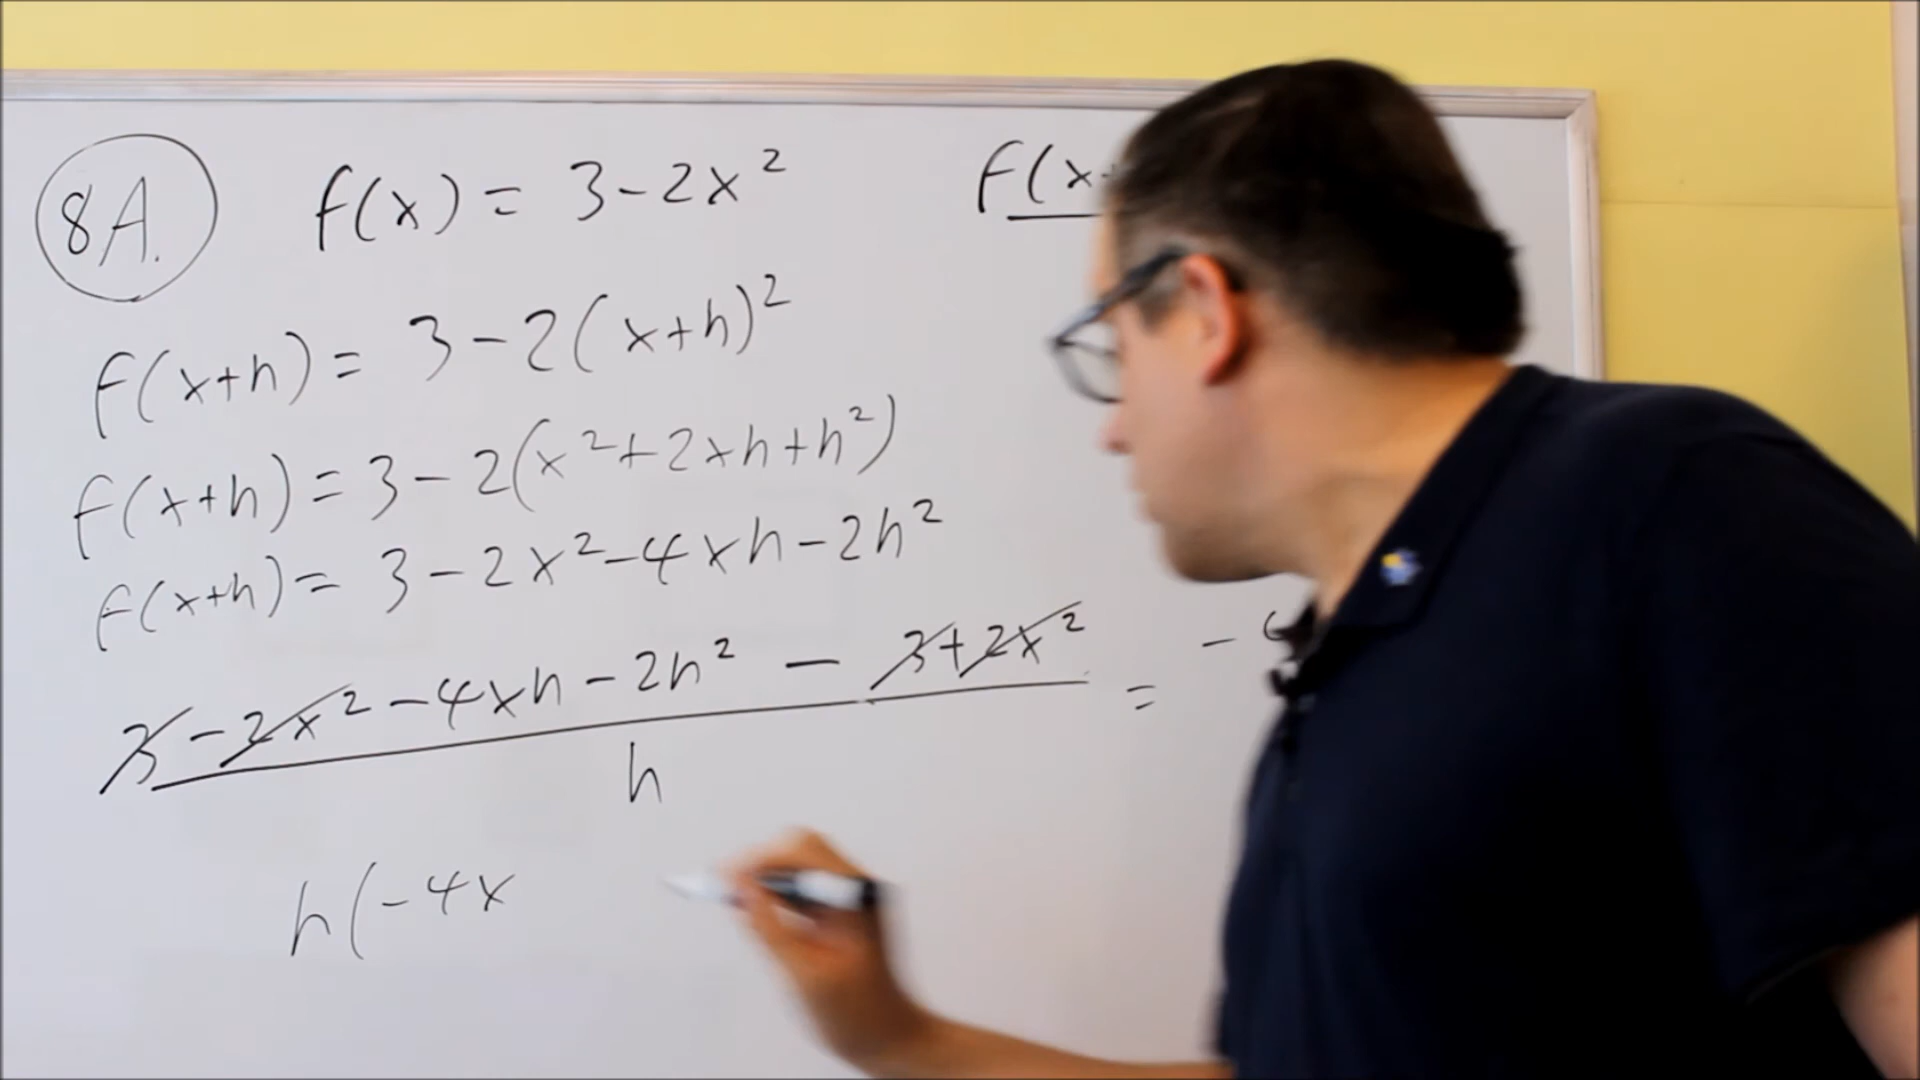 8A. f(x) = 3-2x² f(x
f(x+h) = 3-2(x+h)²
f(x+h) = 3-2(x²+2xh+h²)
f(x+h) = 3-2x²-4xh-2h²
3-2x²-4xh-2h² - 3+2x² = -
h
h(-4x